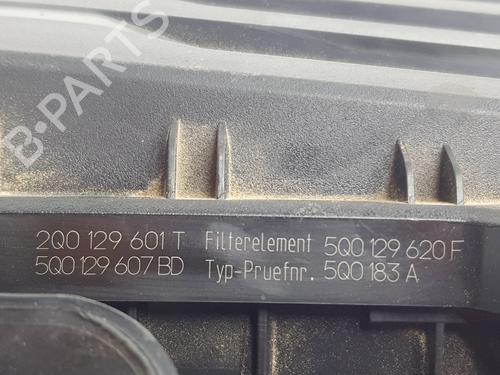 B-PARTS
2Q0 129 601 T Filterelement 5Q0 129 620 F
5Q0 129 607 BD Typ-Pruefnr. 5Q0 183 A